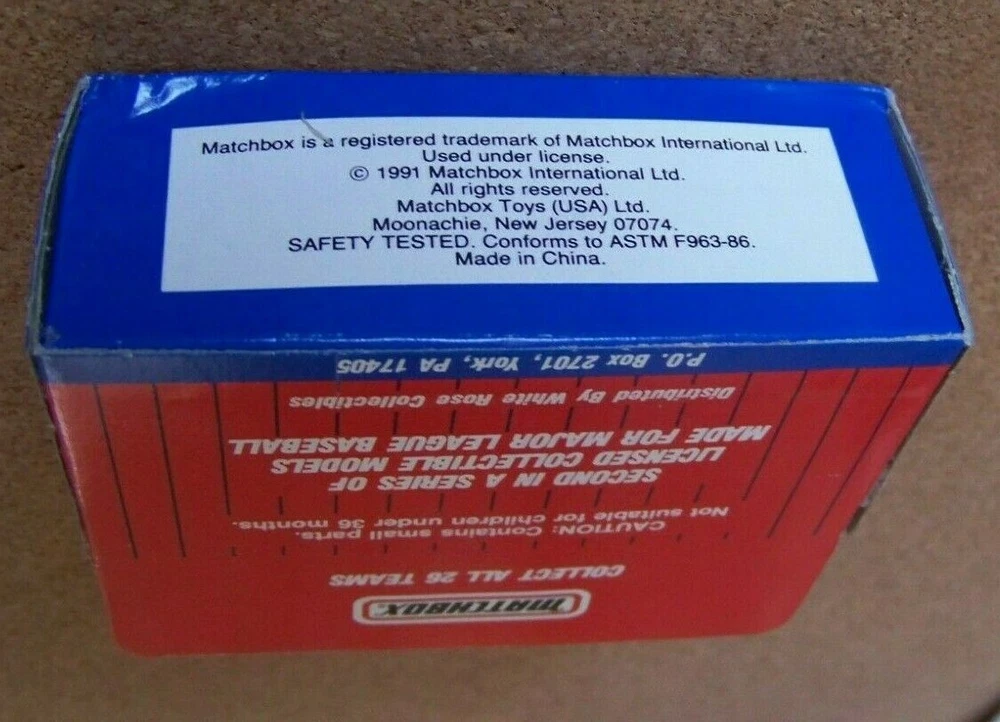 Matchbox is a registered trademark of Matchbox International Ltd.
Used under license.
© 1991 Matchbox International Ltd.
All rights reserved.
Matchbox Toys (USA) Ltd.
Moonachie, New Jersey 07074.
SAFETY TESTED. Conforms to ASTM F963-86.
Made in China.
MATCHBOX
COLLECT ALL 26 TEAMS
CAUTION: Contains small parts.
Not suitable for children under 36 months.
SECOND IN A SERIES OF
LICENSED COLLECTIBLE MODELS
MADE FOR MAJOR LEAGUE BASEBALL
Distributed By White Rose Collectibles
P.O. Box 2701, York, PA 17405